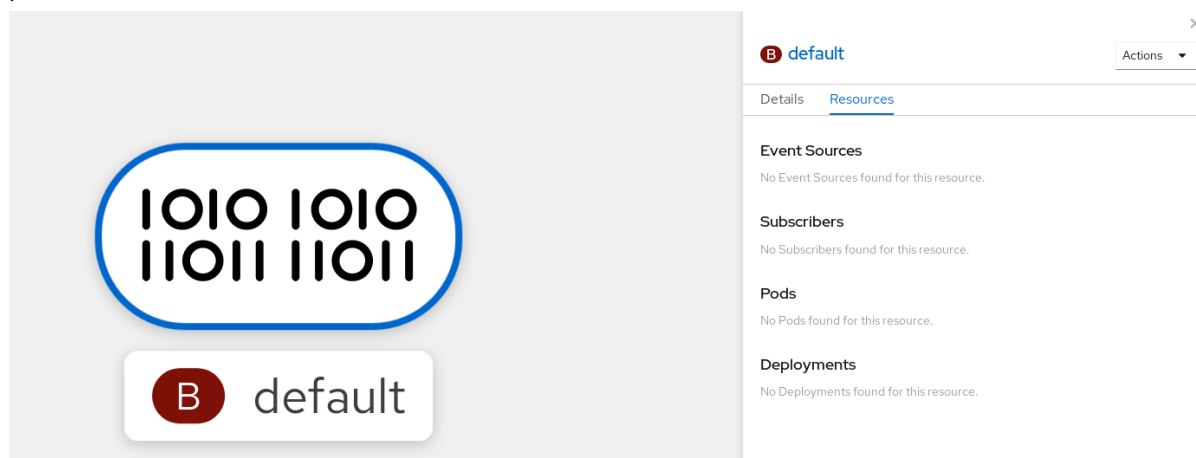 1010 1010
11011 11011
B default
B default
Actions
Details Resources
Event Sources
No Event Sources found for this resource.
Subscribers
No Subscribers found for this resource.
Pods
No Pods found for this resource.
Deployments
No Deployments found for this resource.